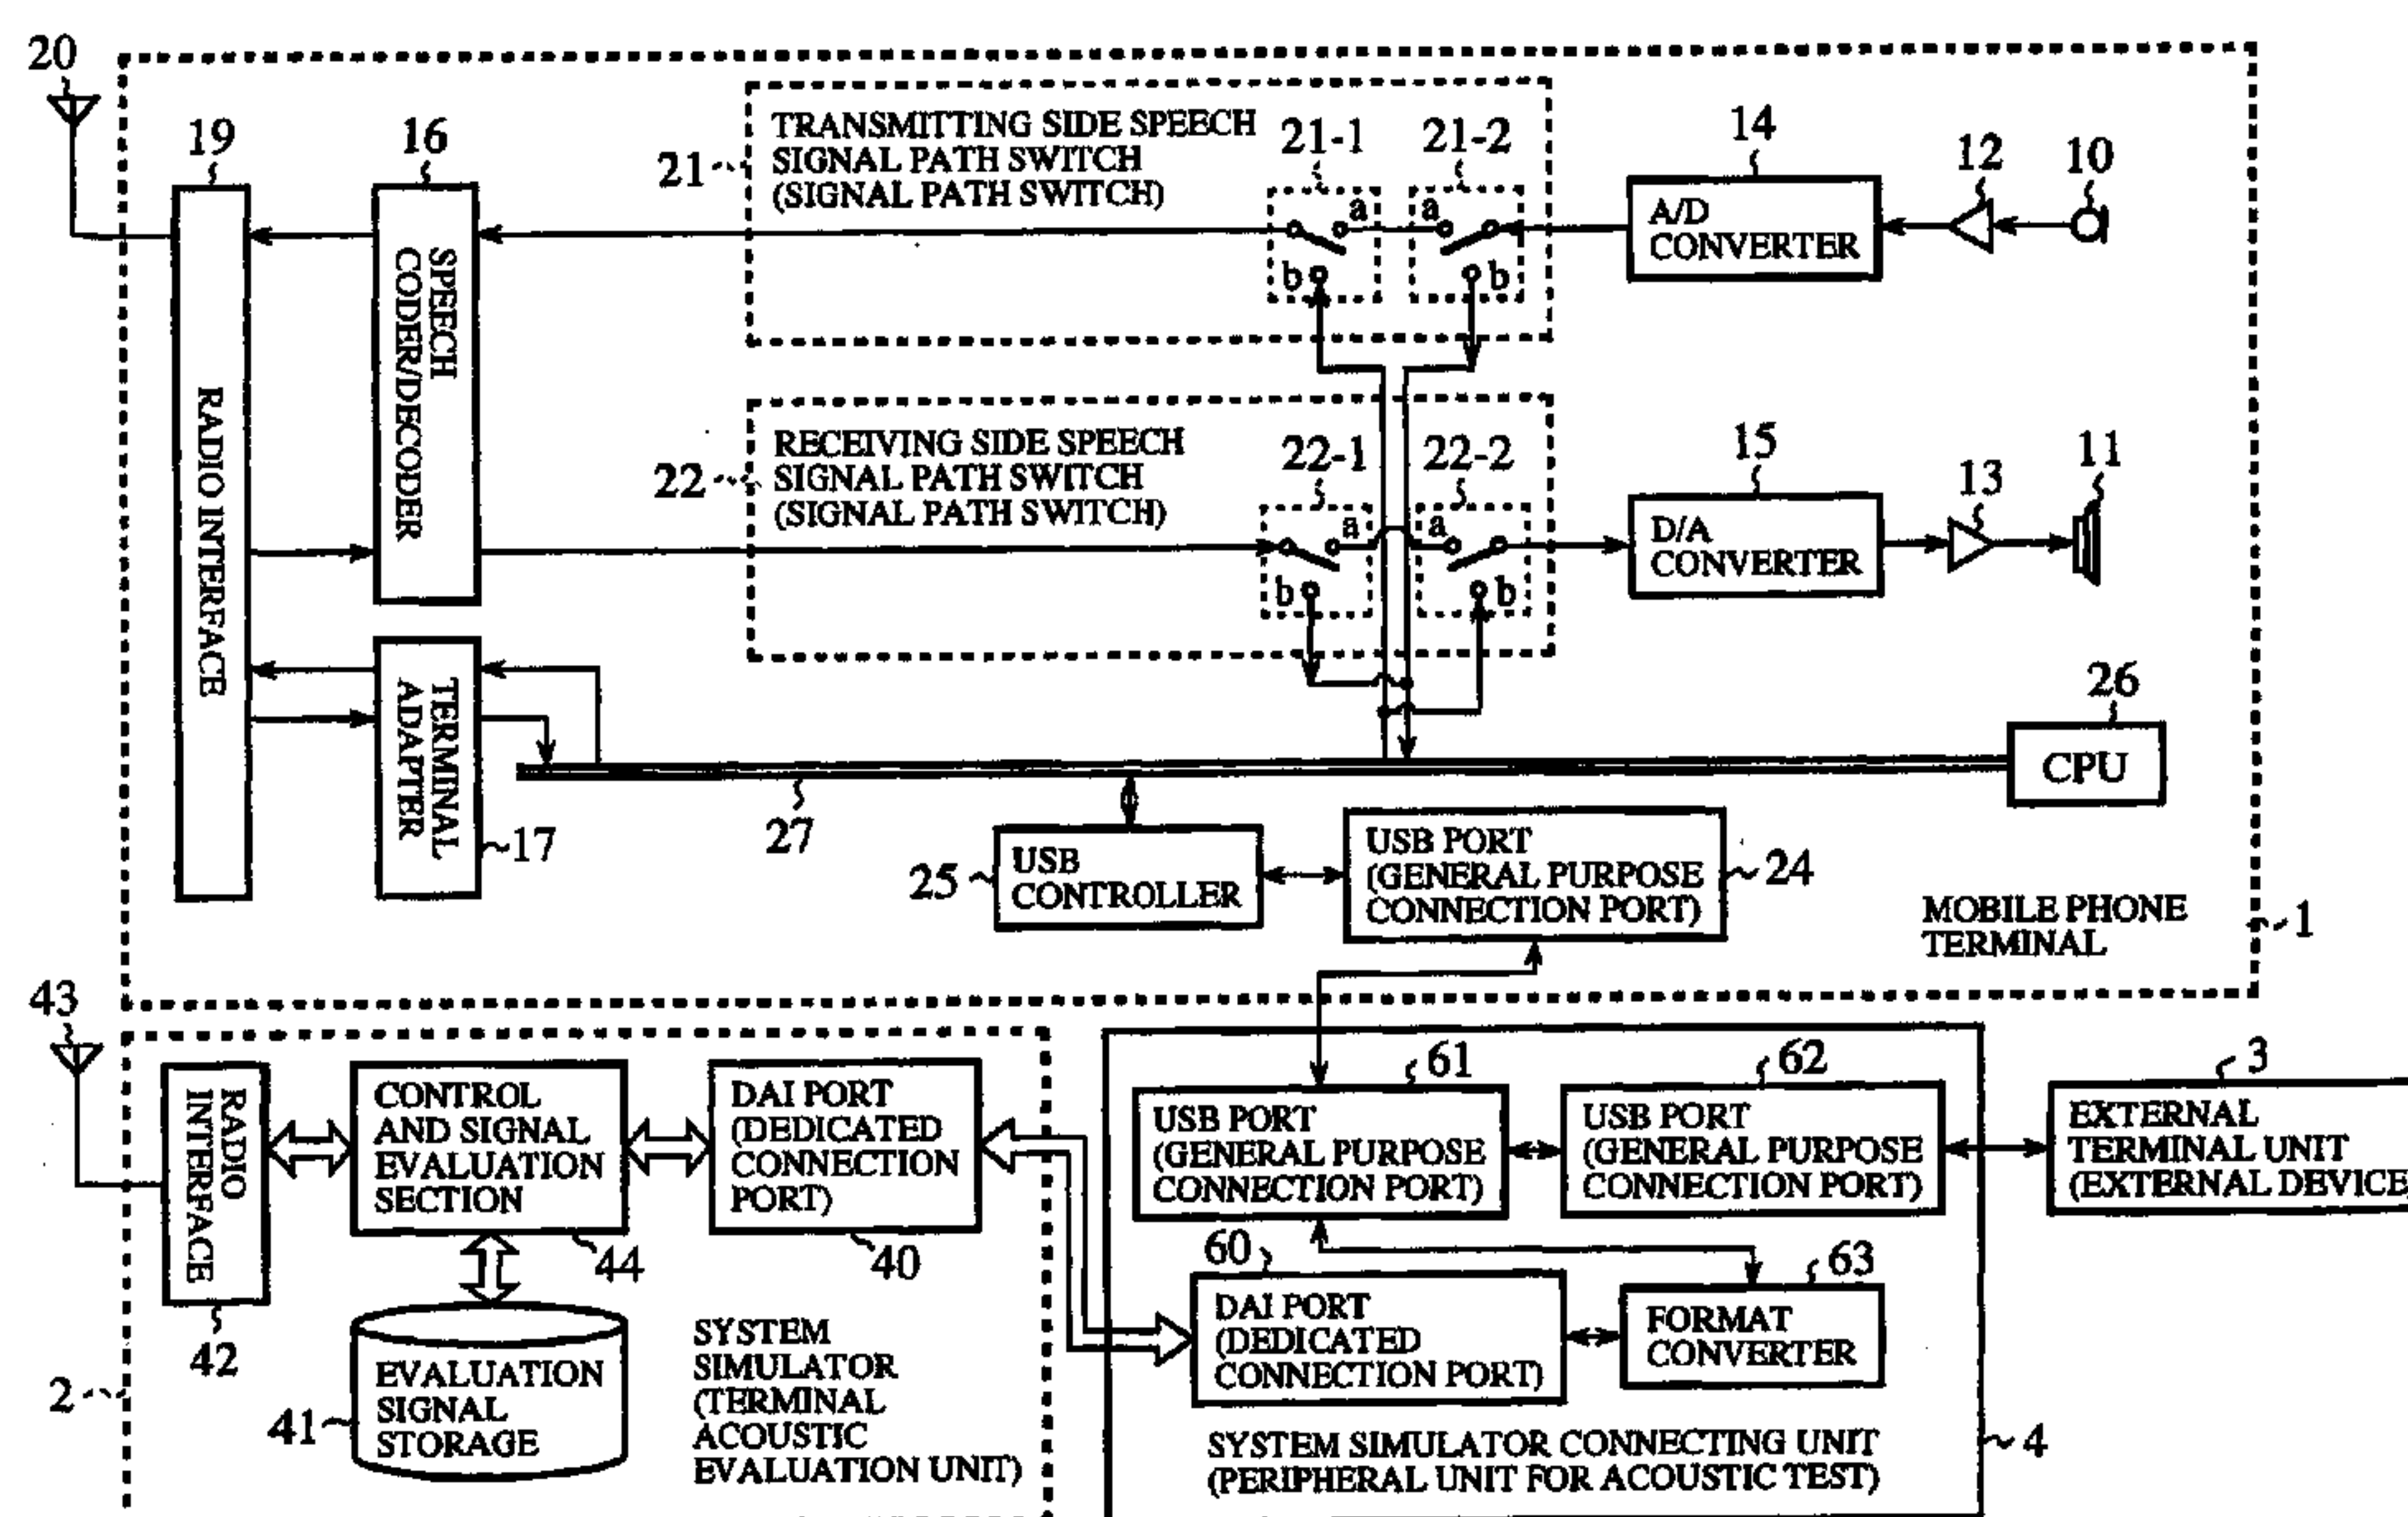 20
19
16
TRANSMITTING SIDE SPEECH
SIGNAL PATH SWITCH
(SIGNAL PATH SWITCH)
21
21-1
21-2
a
a
b
b
14
A/D
CONVERTER
12
10
SPEECH
CODER/DECODER
RADIO INTERFACE
RECEIVING SIDE SPEECH
SIGNAL PATH SWITCH
(SIGNAL PATH SWITCH)
22
22-1
22-2
a
a
b
b
15
D/A
CONVERTER
13
11
TERMINAL
ADAPTER
17
26
CPU
27
25
USB
CONTROLLER
USB PORT
(GENERAL PURPOSE
CONNECTION PORT)
24
MOBILE PHONE
TERMINAL
1
43
RADIO
INTERFACE
42
CONTROL
AND SIGNAL
EVALUATION
SECTION
44
DAI PORT
(DEDICATED
CONNECTION
PORT)
40
61
USB PORT
(GENERAL PURPOSE
CONNECTION PORT)
62
USB PORT
(GENERAL PURPOSE
CONNECTION PORT)
3
EXTERNAL
TERMINAL UNIT
(EXTERNAL DEVICE
2
41
EVALUATION
SIGNAL
STORAGE
SYSTEM
SIMULATOR
(TERMINAL
ACOUSTIC
EVALUATION UNIT)
60
DAI PORT
(DEDICATED
CONNECTION PORT)
63
FORMAT
CONVERTER
SYSTEM SIMULATOR CONNECTING UNIT
(PERIPHERAL UNIT FOR ACOUSTIC TEST)
4